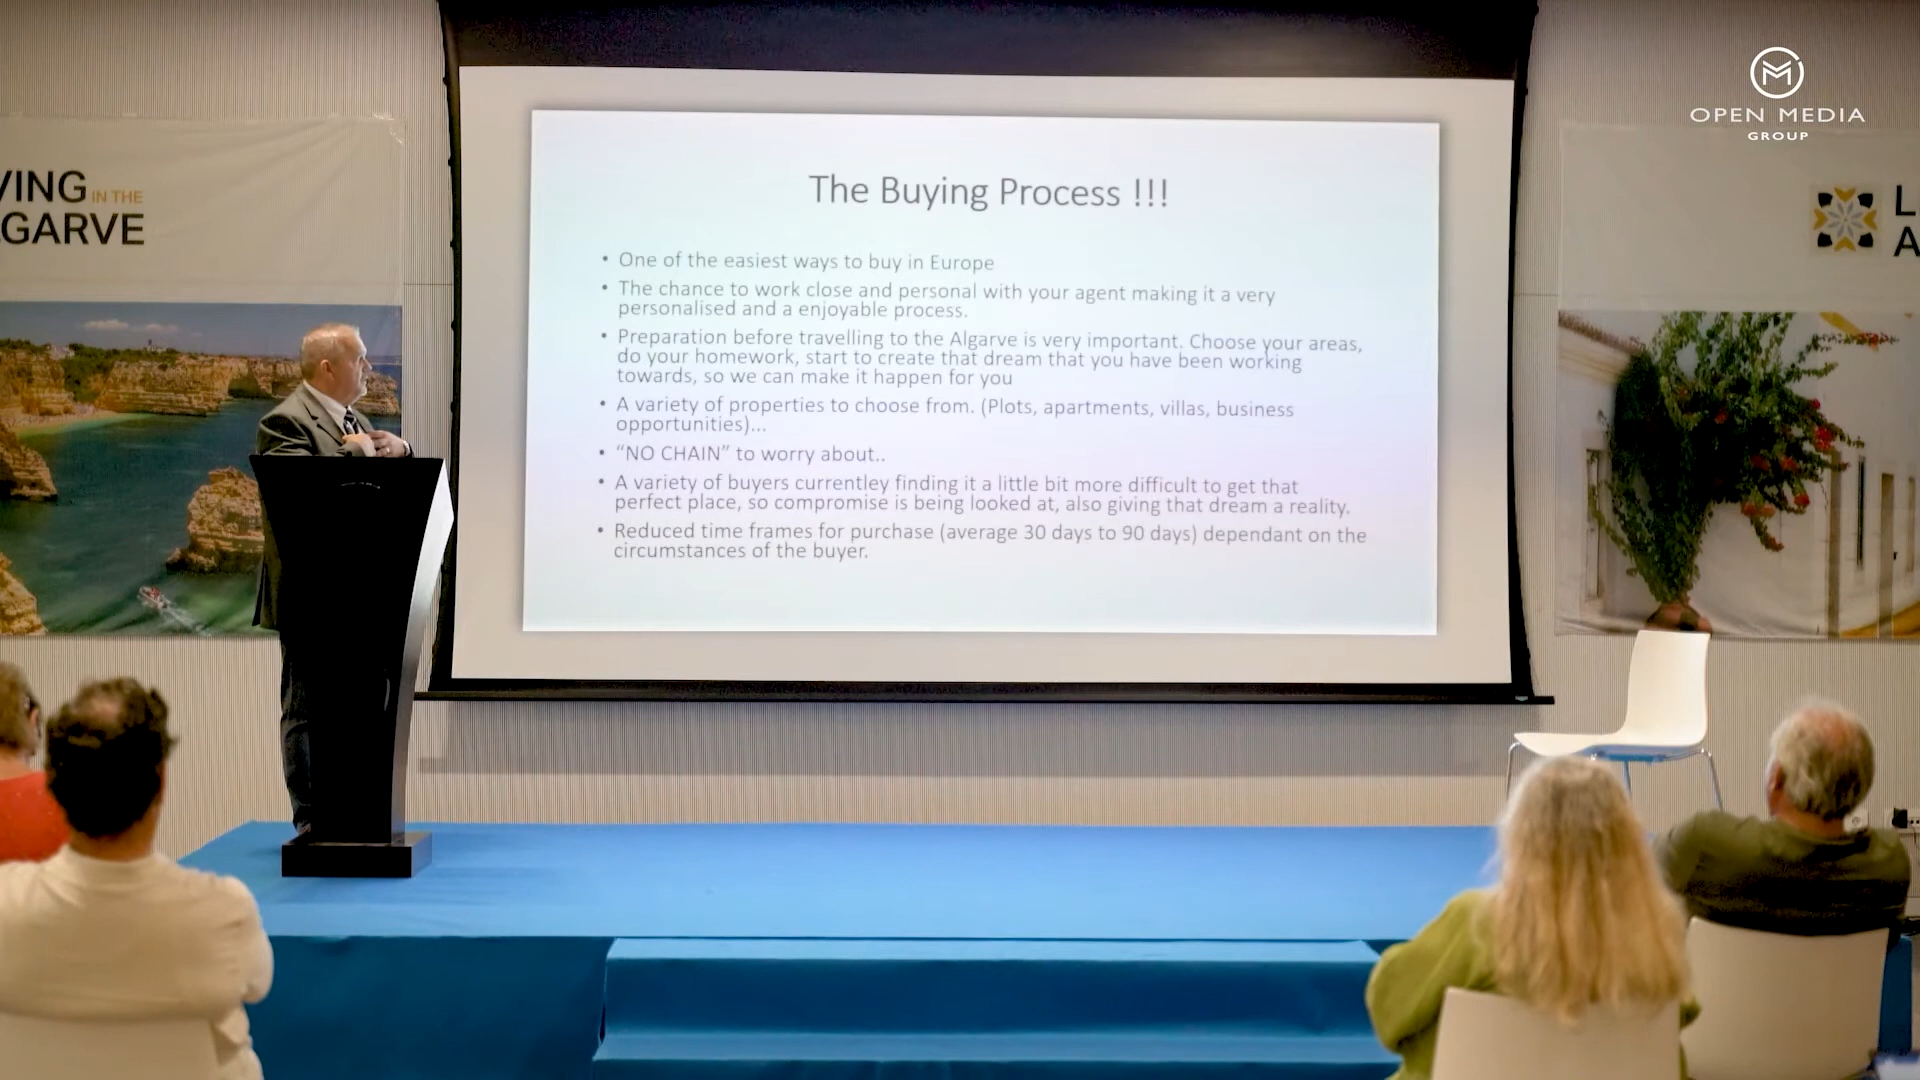 OPEN MEDIA
GROUP
VING IN THE
GARVE
L
A
The Buying Process !!!
• One of the easiest ways to buy in Europe
• The chance to work close and personal with your agent making it a very
personalised and a enjoyable process.
• Preparation before travelling to the Algarve is very important. Choose your areas,
do your homework, start to create that dream that you have been working
towards, so we can make it happen for you
• A variety of properties to choose from. (Plots, apartments, villas, business
opportunities)...
• “NO CHAIN” to worry about..
• A variety of buyers currentley finding it a little bit more difficult to get that
perfect place, so compromise is being looked at, also giving that dream a reality.
• Reduced time frames for purchase (average 30 days to 90 days) dependant on the
circumstances of the buyer.